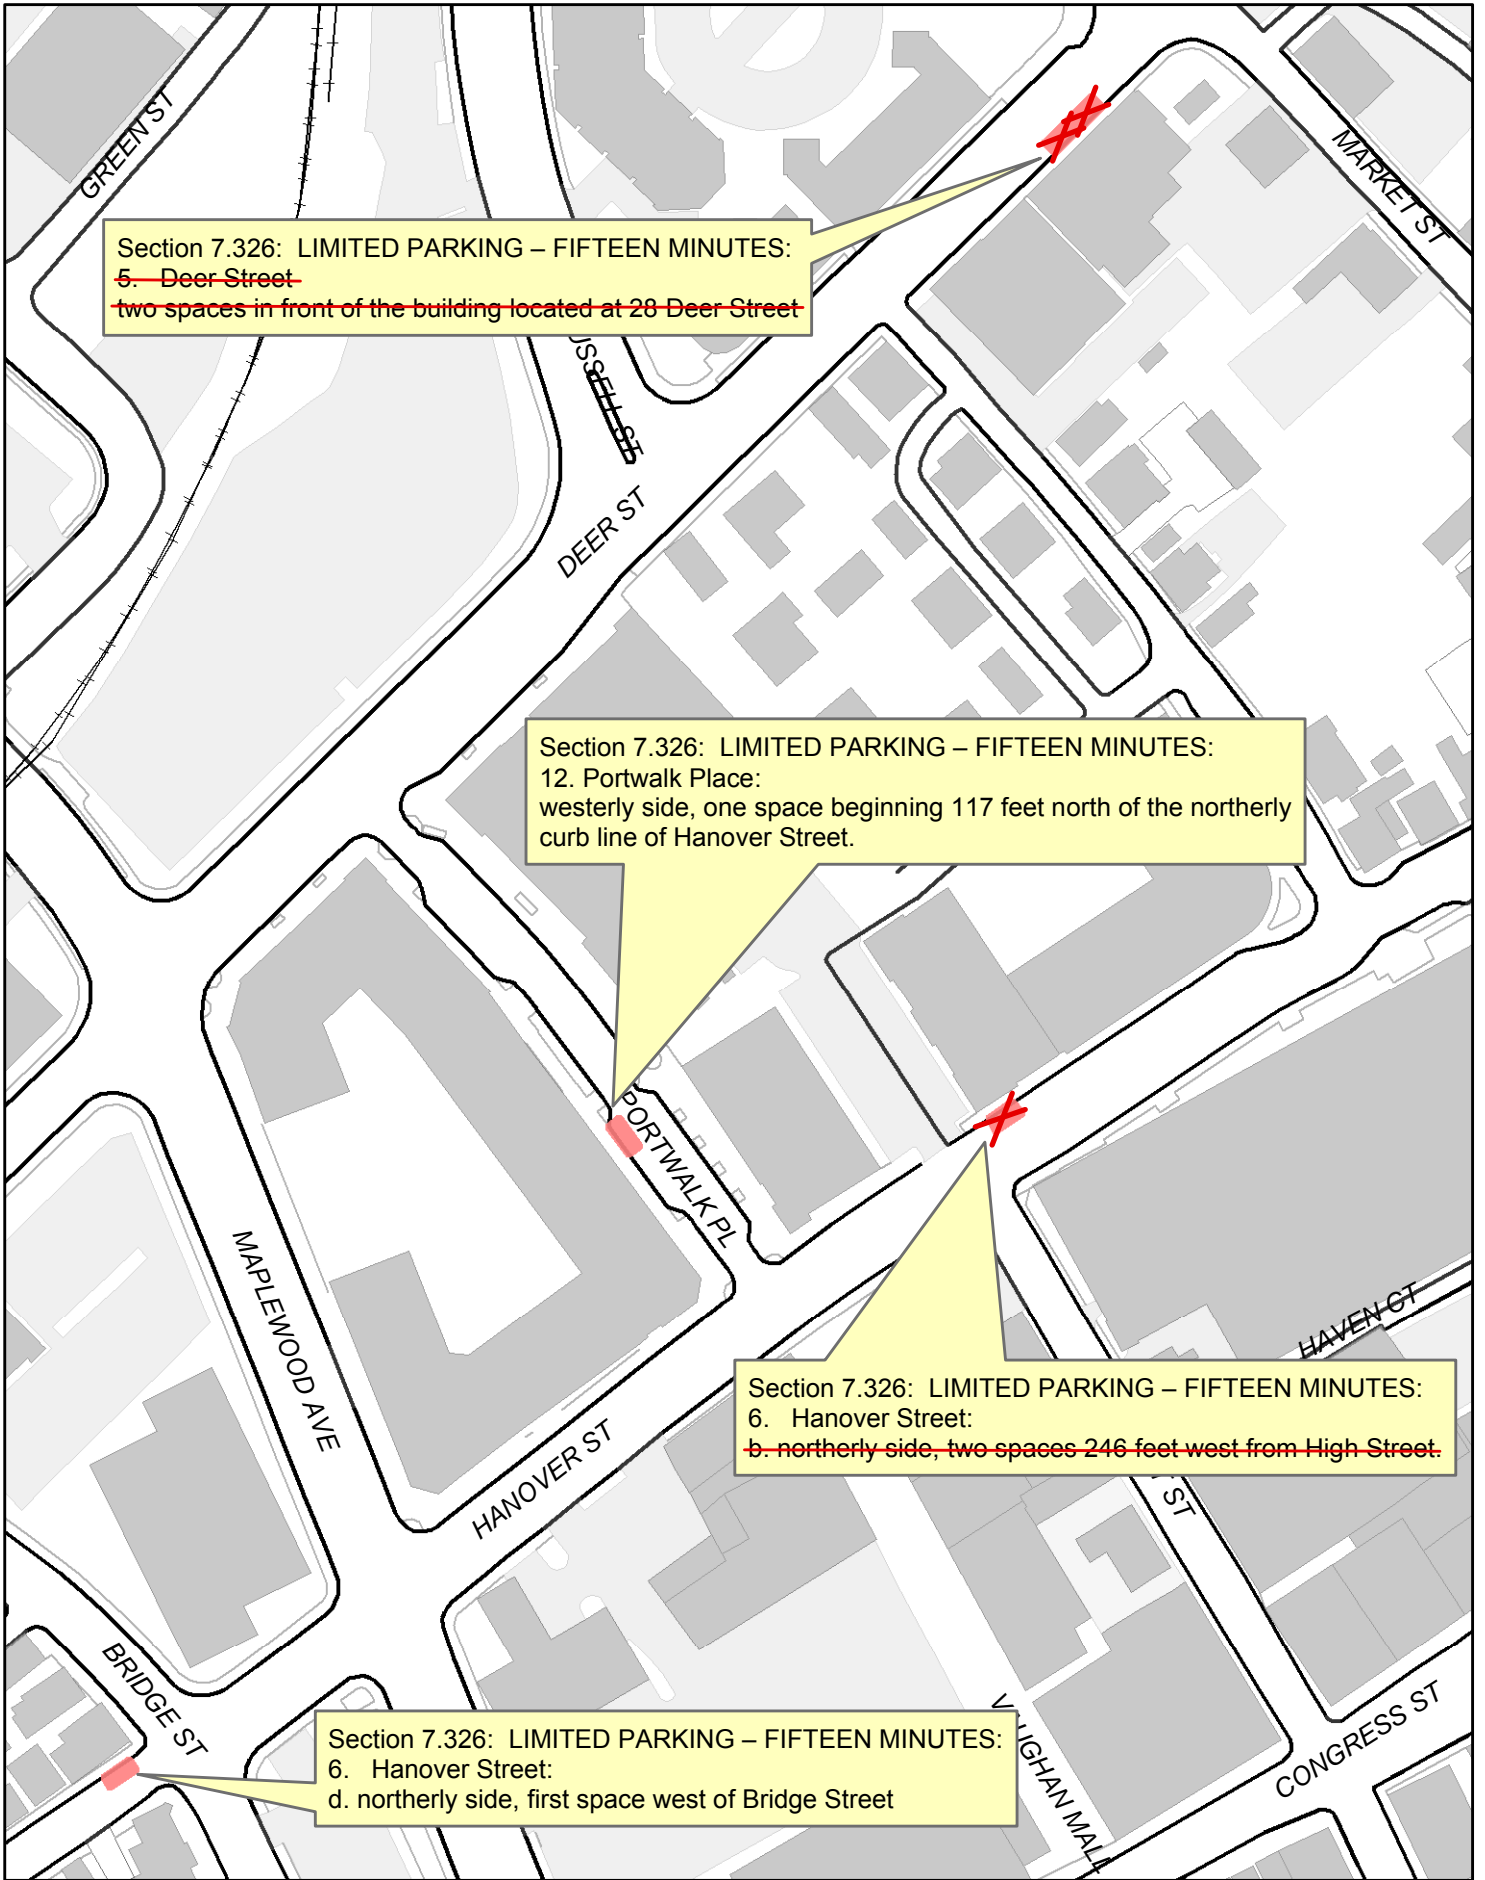 GREEN ST
MARKET ST
Section 7.326: LIMITED PARKING – FIFTEEN MINUTES:
5. Deer Street
two spaces in front of the building located at 28 Deer Street
USSELL ST
DEER ST
Section 7.326: LIMITED PARKING – FIFTEEN MINUTES:
12. Portwalk Place:
westerly side, one space beginning 117 feet north of the northerly
curb line of Hanover Street.
PORTWALK PL
MAPLEWOOD AVE
HAVEN CT
Section 7.326: LIMITED PARKING – FIFTEEN MINUTES:
6. Hanover Street:
b. northerly side, two spaces 246 feet west from High Street.
HANOVER ST
ST
BRIDGE ST
Section 7.326: LIMITED PARKING – FIFTEEN MINUTES:
6. Hanover Street:
d. northerly side, first space west of Bridge Street
VAUGHAN MALL
CONGRESS ST